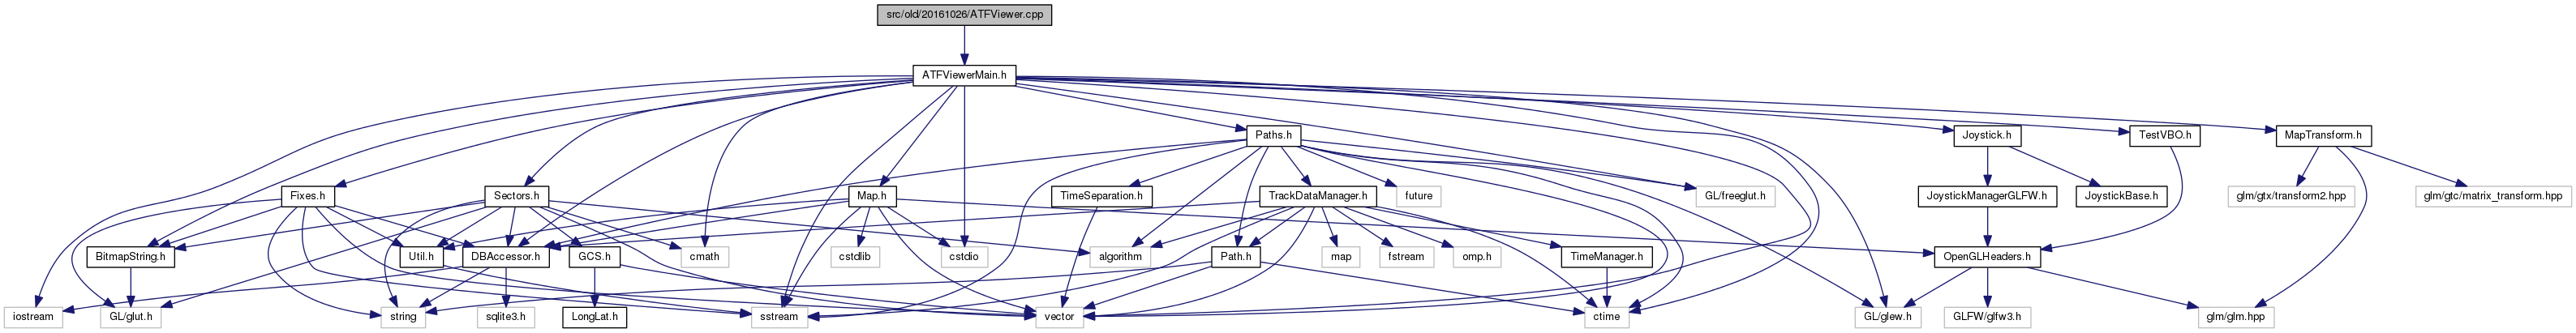 src/old/20161026/ATFViewer.cpp
ATFViewerMain.h
Paths.h
Joystick.h
TestVBO.h
MapTransform.h
Fixes.h
Sectors.h
Map.h
TimeSeparation.h
TrackDataManager.h
future
GL/freeglut.h
JoystickManagerGLFW.h
JoystickBase.h
glm/gtx/transform2.hpp
glm/gtc/matrix_transform.hpp
BitmapString.h
Util.h
DBAccessor.h
GCS.h
cmath
cstdlib
cstdio
algorithm
Path.h
map
fstream
omp.h
TimeManager.h
OpenGLHeaders.h
iostream
GL/glut.h
string
sqlite3.h
LongLat.h
sstream
vector
ctime
GL/glew.h
GLFW/glfw3.h
glm/glm.hpp